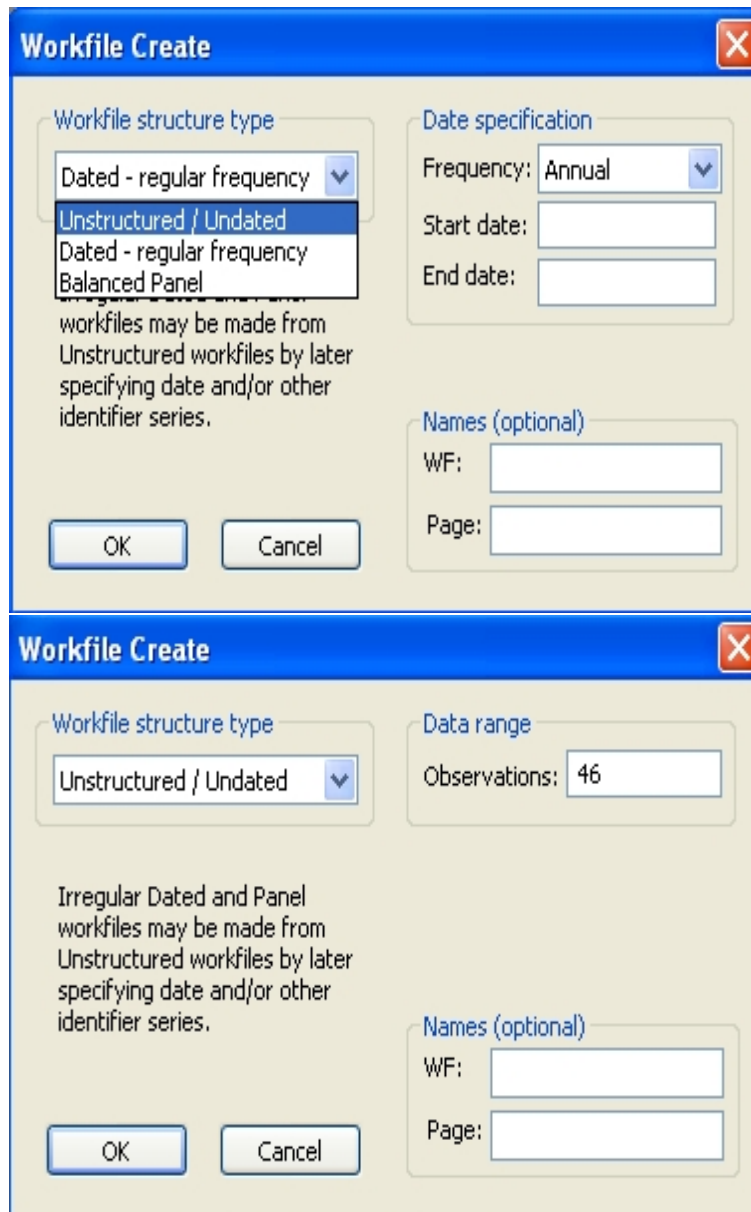 Workfile Create
Workfile structure type
Dated - regular frequency
Unstructured / Undated
Dated - regular frequency
Balanced Panel
workfiles may be made from
Unstructured workfiles by later
specifying date and/or other
identifier series.
OK
Cancel
Date specification
Frequency: Annual
Start date:
End date:
Names (optional)
WF:
Page:
Workfile Create
Workfile structure type
Unstructured / Undated
Irregular Dated and Panel
workfiles may be made from
Unstructured workfiles by later
specifying date and/or other
identifier series.
OK
Cancel
Data range
Observations: 46
Names (optional)
WF:
Page: